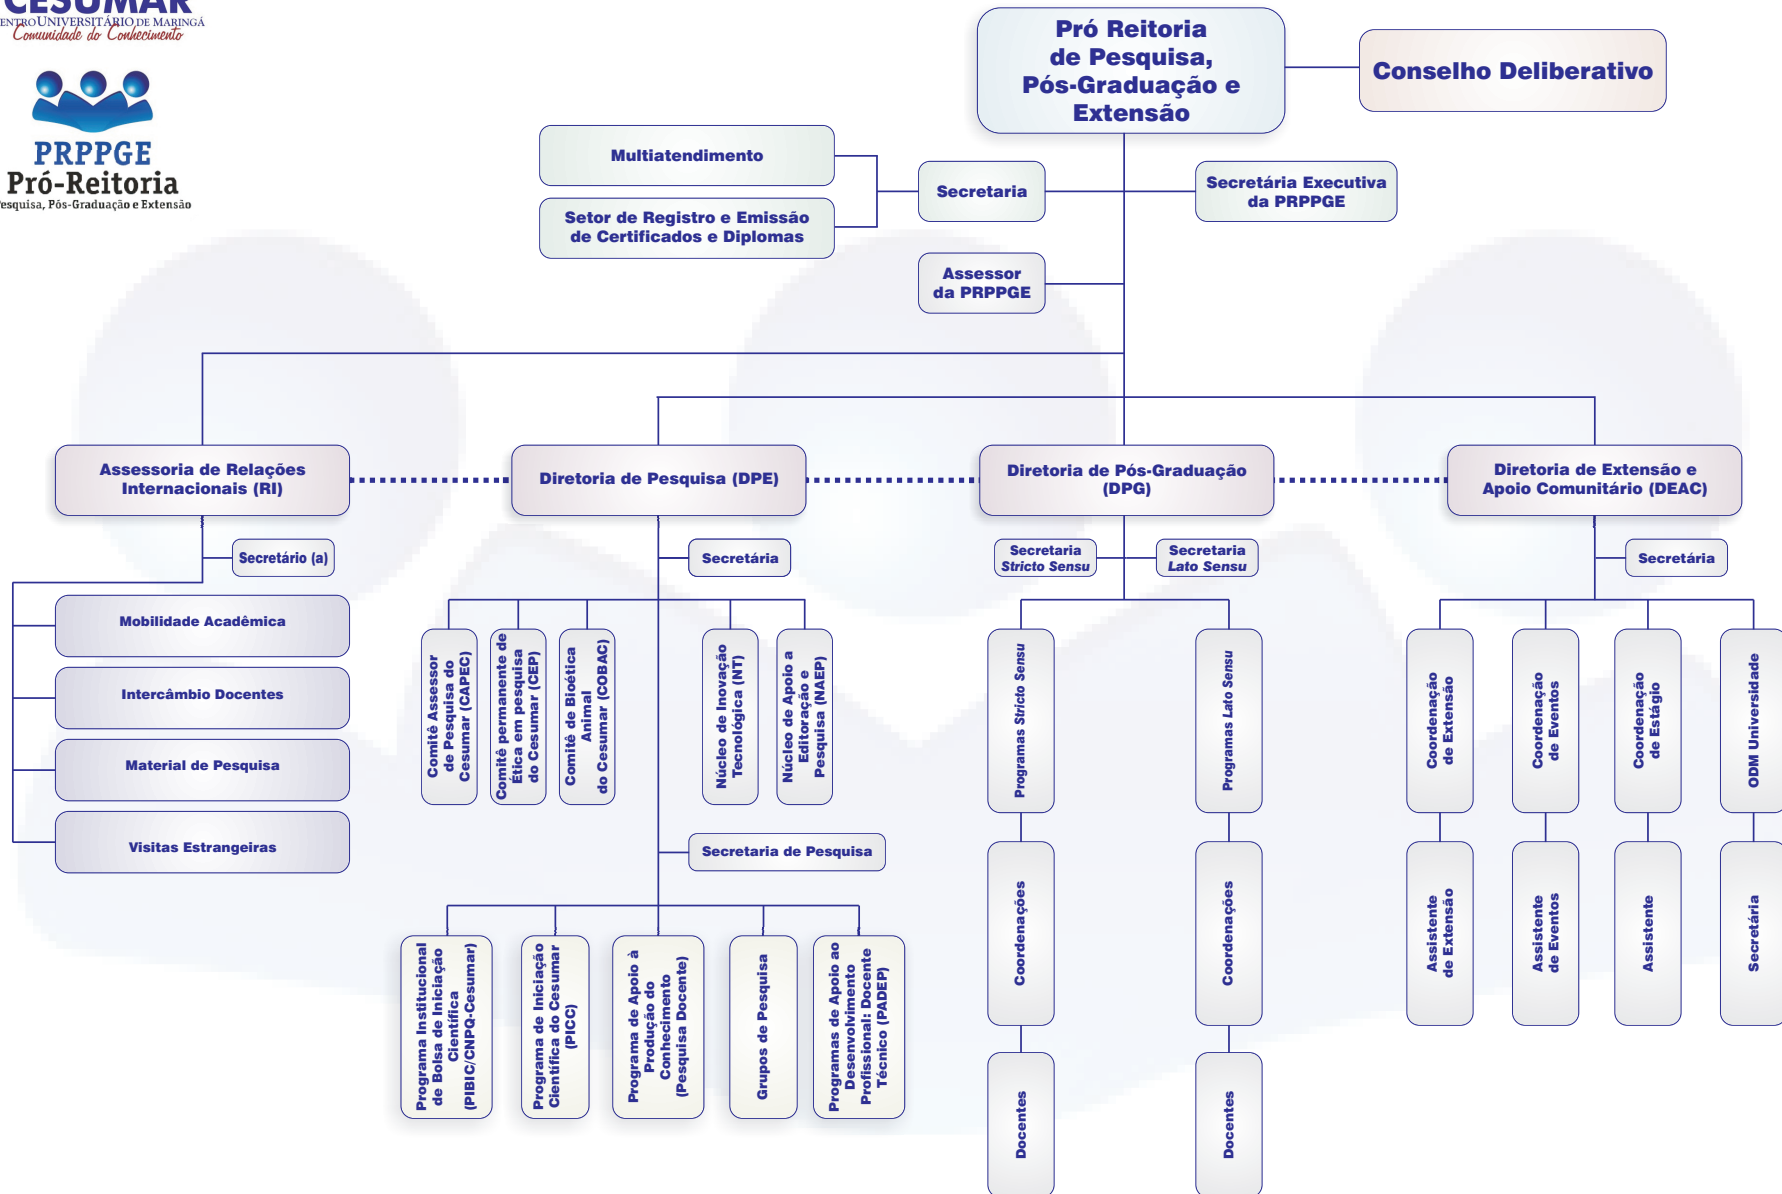 CESUMAR
CENTRO UNIVERSITÁRIO DE MARINGÁ
Comunidade do Conhecimento
PRPPGE
Pró-Reitoria
Pesquisa, Pós-Graduação e Extensão
Pró Reitoria
de Pesquisa,
Pós-Graduação e
Extensão
Conselho Deliberativo
Multiatendimento
Setor de Registro e Emissão
de Certificados e Diplomas
Secretaria
Secretária Executiva
da PRPPGE
Assessor
da PRPPGE
Assessoria de Relações
Internacionais (RI)
Diretoria de Pesquisa (DPE)
Diretoria de Pós-Graduação
(DPG)
Diretoria de Extensão e
Apoio Comunitário (DEAC)
Secretário (a)
Secretária
Secretaria
Stricto Sensu
Secretaria
Lato Sensu
Secretária
Mobilidade Acadêmica
Intercâmbio Docentes
Material de Pesquisa
Visitas Estrangeiras
Comitê Assessor
de Pesquisa do
Cesumar (CAPEC)
Comitê permanente de
Ética em pesquisa
do Cesumar (CEP)
Comitê de Bioética
Animal
do Cesumar (COBAC)
Núcleo de Inovação
Tecnológica (NT)
Núcleo de Apoio a
Editoração e
Pesquisa (NAEP)
Secretaria de Pesquisa
Programa Institucional
de Bolsa de Iniciação
Científica
(PIBIC/CNPQ-Cesumar)
Programa de Iniciação
Científica do Cesumar
(PICC)
Programa de Apoio à
Produção do
Conhecimento
(Pesquisa Docente)
Grupos de Pesquisa
Programas de Apoio ao
Desenvolvimento
Profissional: Docente
Técnico (PADEP)
Programas Stricto Sensu
Coordenações
Docentes
Programas Lato Sensu
Coordenações
Docentes
Coordenação
de Extensão
Coordenação
de Eventos
Coordenação
de Estágio
ODM Universidade
Assistente
de Extensão
Assistente
de Eventos
Assistente
Secretária